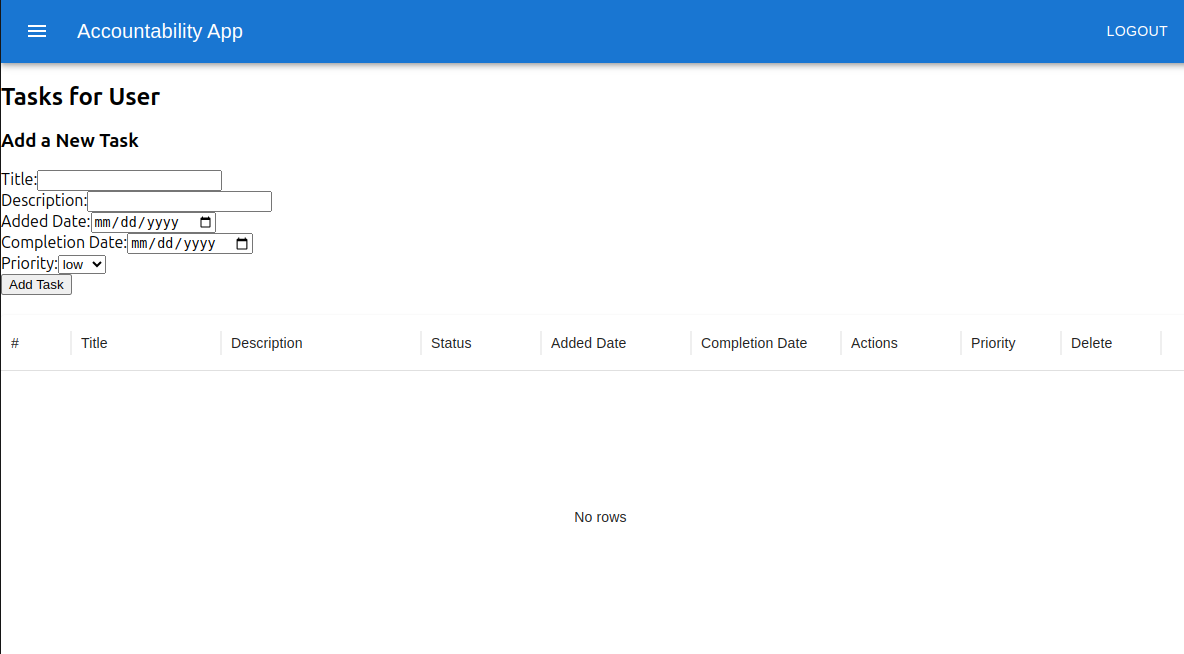 Accountability App LOGOUT
Tasks for User
Add a New Task
Title:
Description:
Added Date: mm/dd/yyyy
Completion Date: mm/dd/yyyy
Priority: low
Add Task
# Title Description Status Added Date Completion Date Actions Priority Delete
No rows